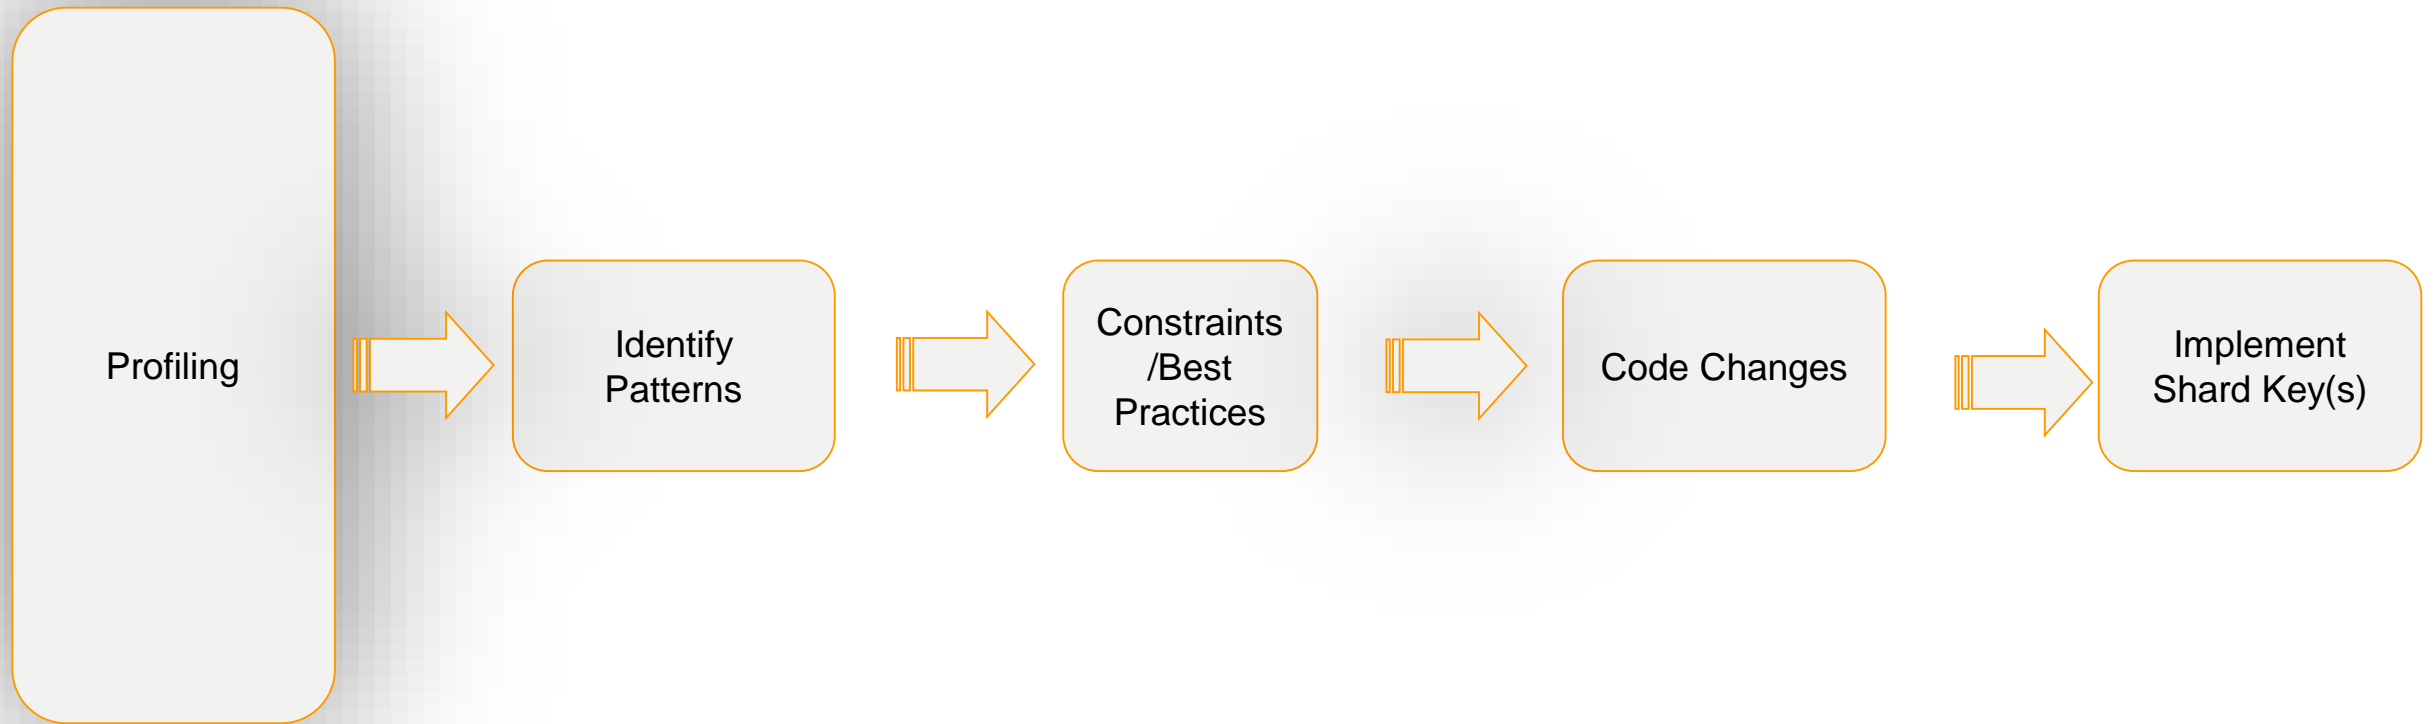 Profiling
Identify
Patterns
Constraints
/Best
Practices
Code Changes
Implement
Shard Key(s)